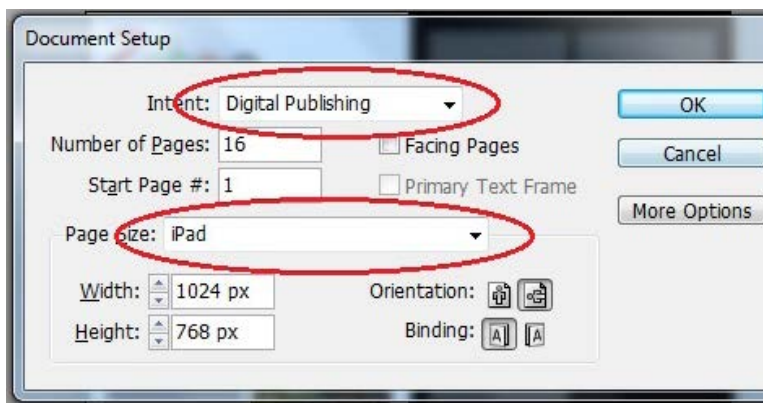 Document Setup
Intent: Digital Publishing
OK
Number of Pages: 16
Facing Pages
Cancel
Start Page #: 1
Primary Text Frame
More Options
Page Size: iPad
Width: 1024 px
Orientation:
Height: 768 px
Binding: